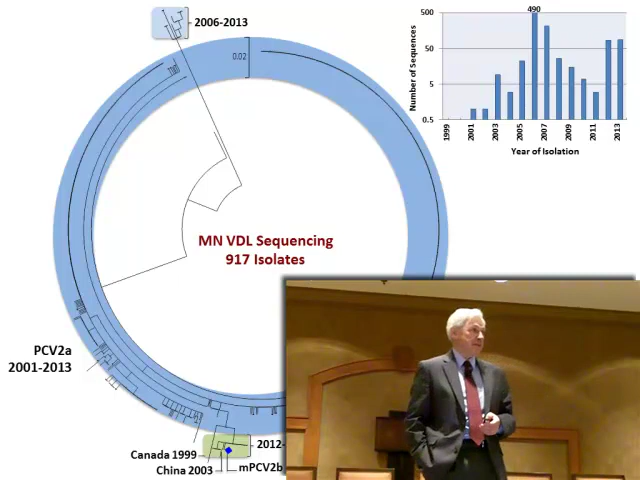 2006-2013
0.02
MN VDL Sequencing
917 Isolates
PCV2a
2001-2013
Canada 1999
China 2003
mPCV2b
2012-
490
500
50
5
0.5
Number of Sequences
1999
2001
2003
2005
2007
2009
2011
2013
Year of Isolation